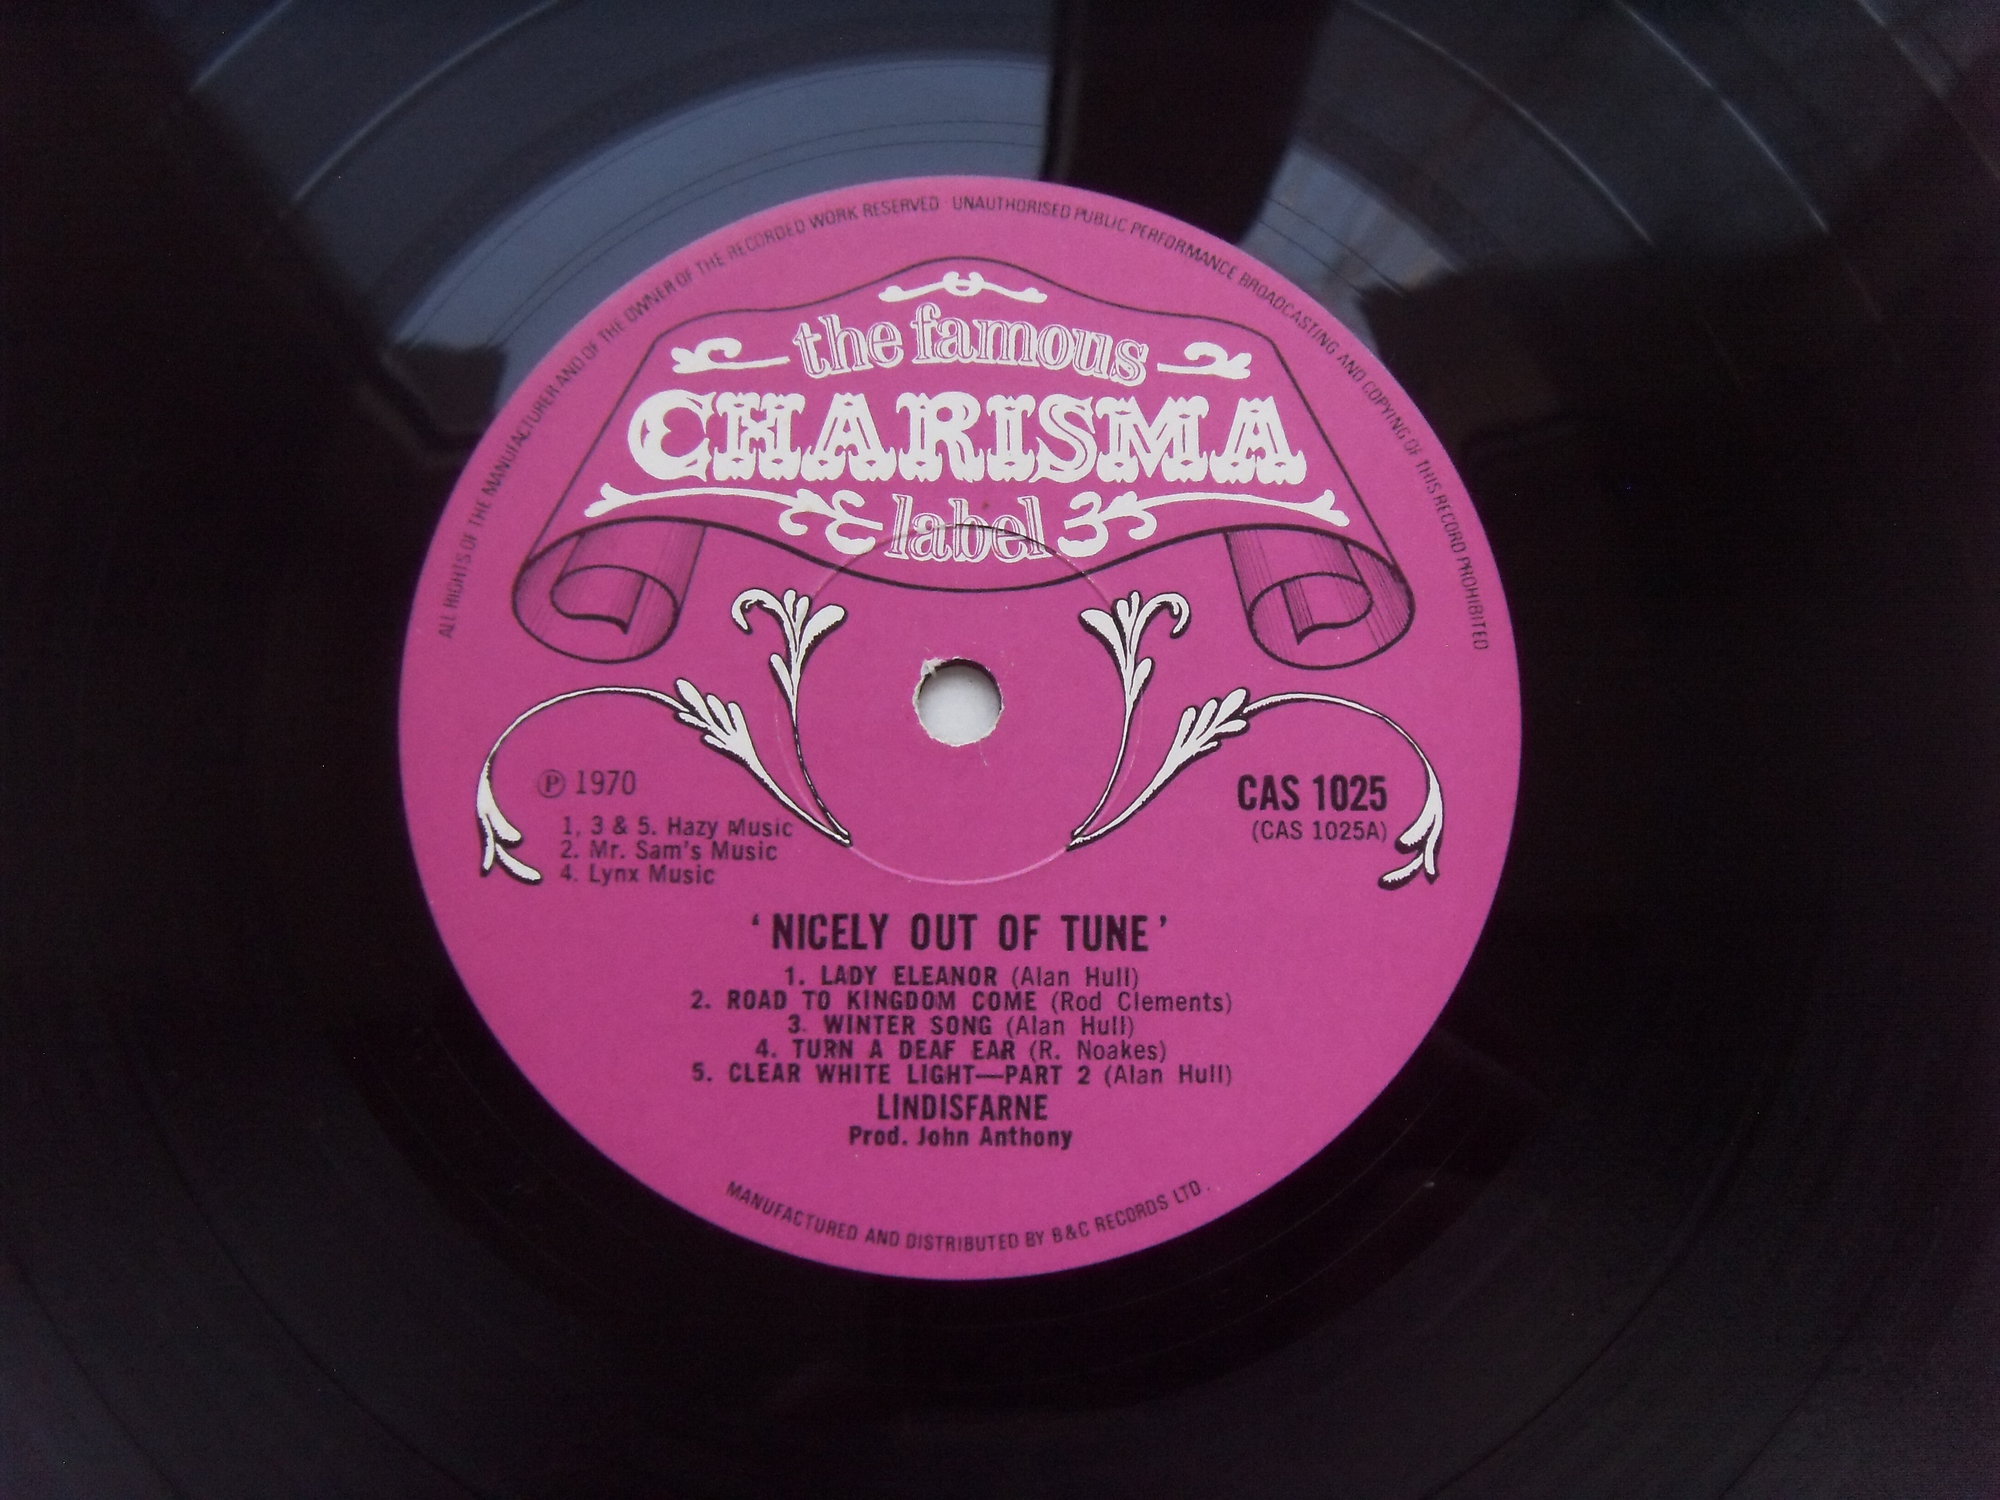 ALL RIGHTS OF THE MANUFACTURER AND OF THE OWNER OF THE RECORDED WORK RESERVED · UNAUTHORISED PUBLIC PERFORMANCE BROADCASTING AND COPYING OF THIS RECORD PROHIBITED
the famous
CHARISMA
label
℗ 1970
1, 3 & 5. Hazy Music
2. Mr. Sam's Music
4. Lynx Music
CAS 1025
(CAS 1025A)
'NICELY OUT OF TUNE'
1. LADY ELEANOR (Alan Hull)
2. ROAD TO KINGDOM COME (Rod Clements)
3. WINTER SONG (Alan Hull)
4. TURN A DEAF EAR (R. Noakes)
5. CLEAR WHITE LIGHT—PART 2 (Alan Hull)
LINDISFARNE
Prod. John Anthony
MANUFACTURED AND DISTRIBUTED BY B&C RECORDS LTD.